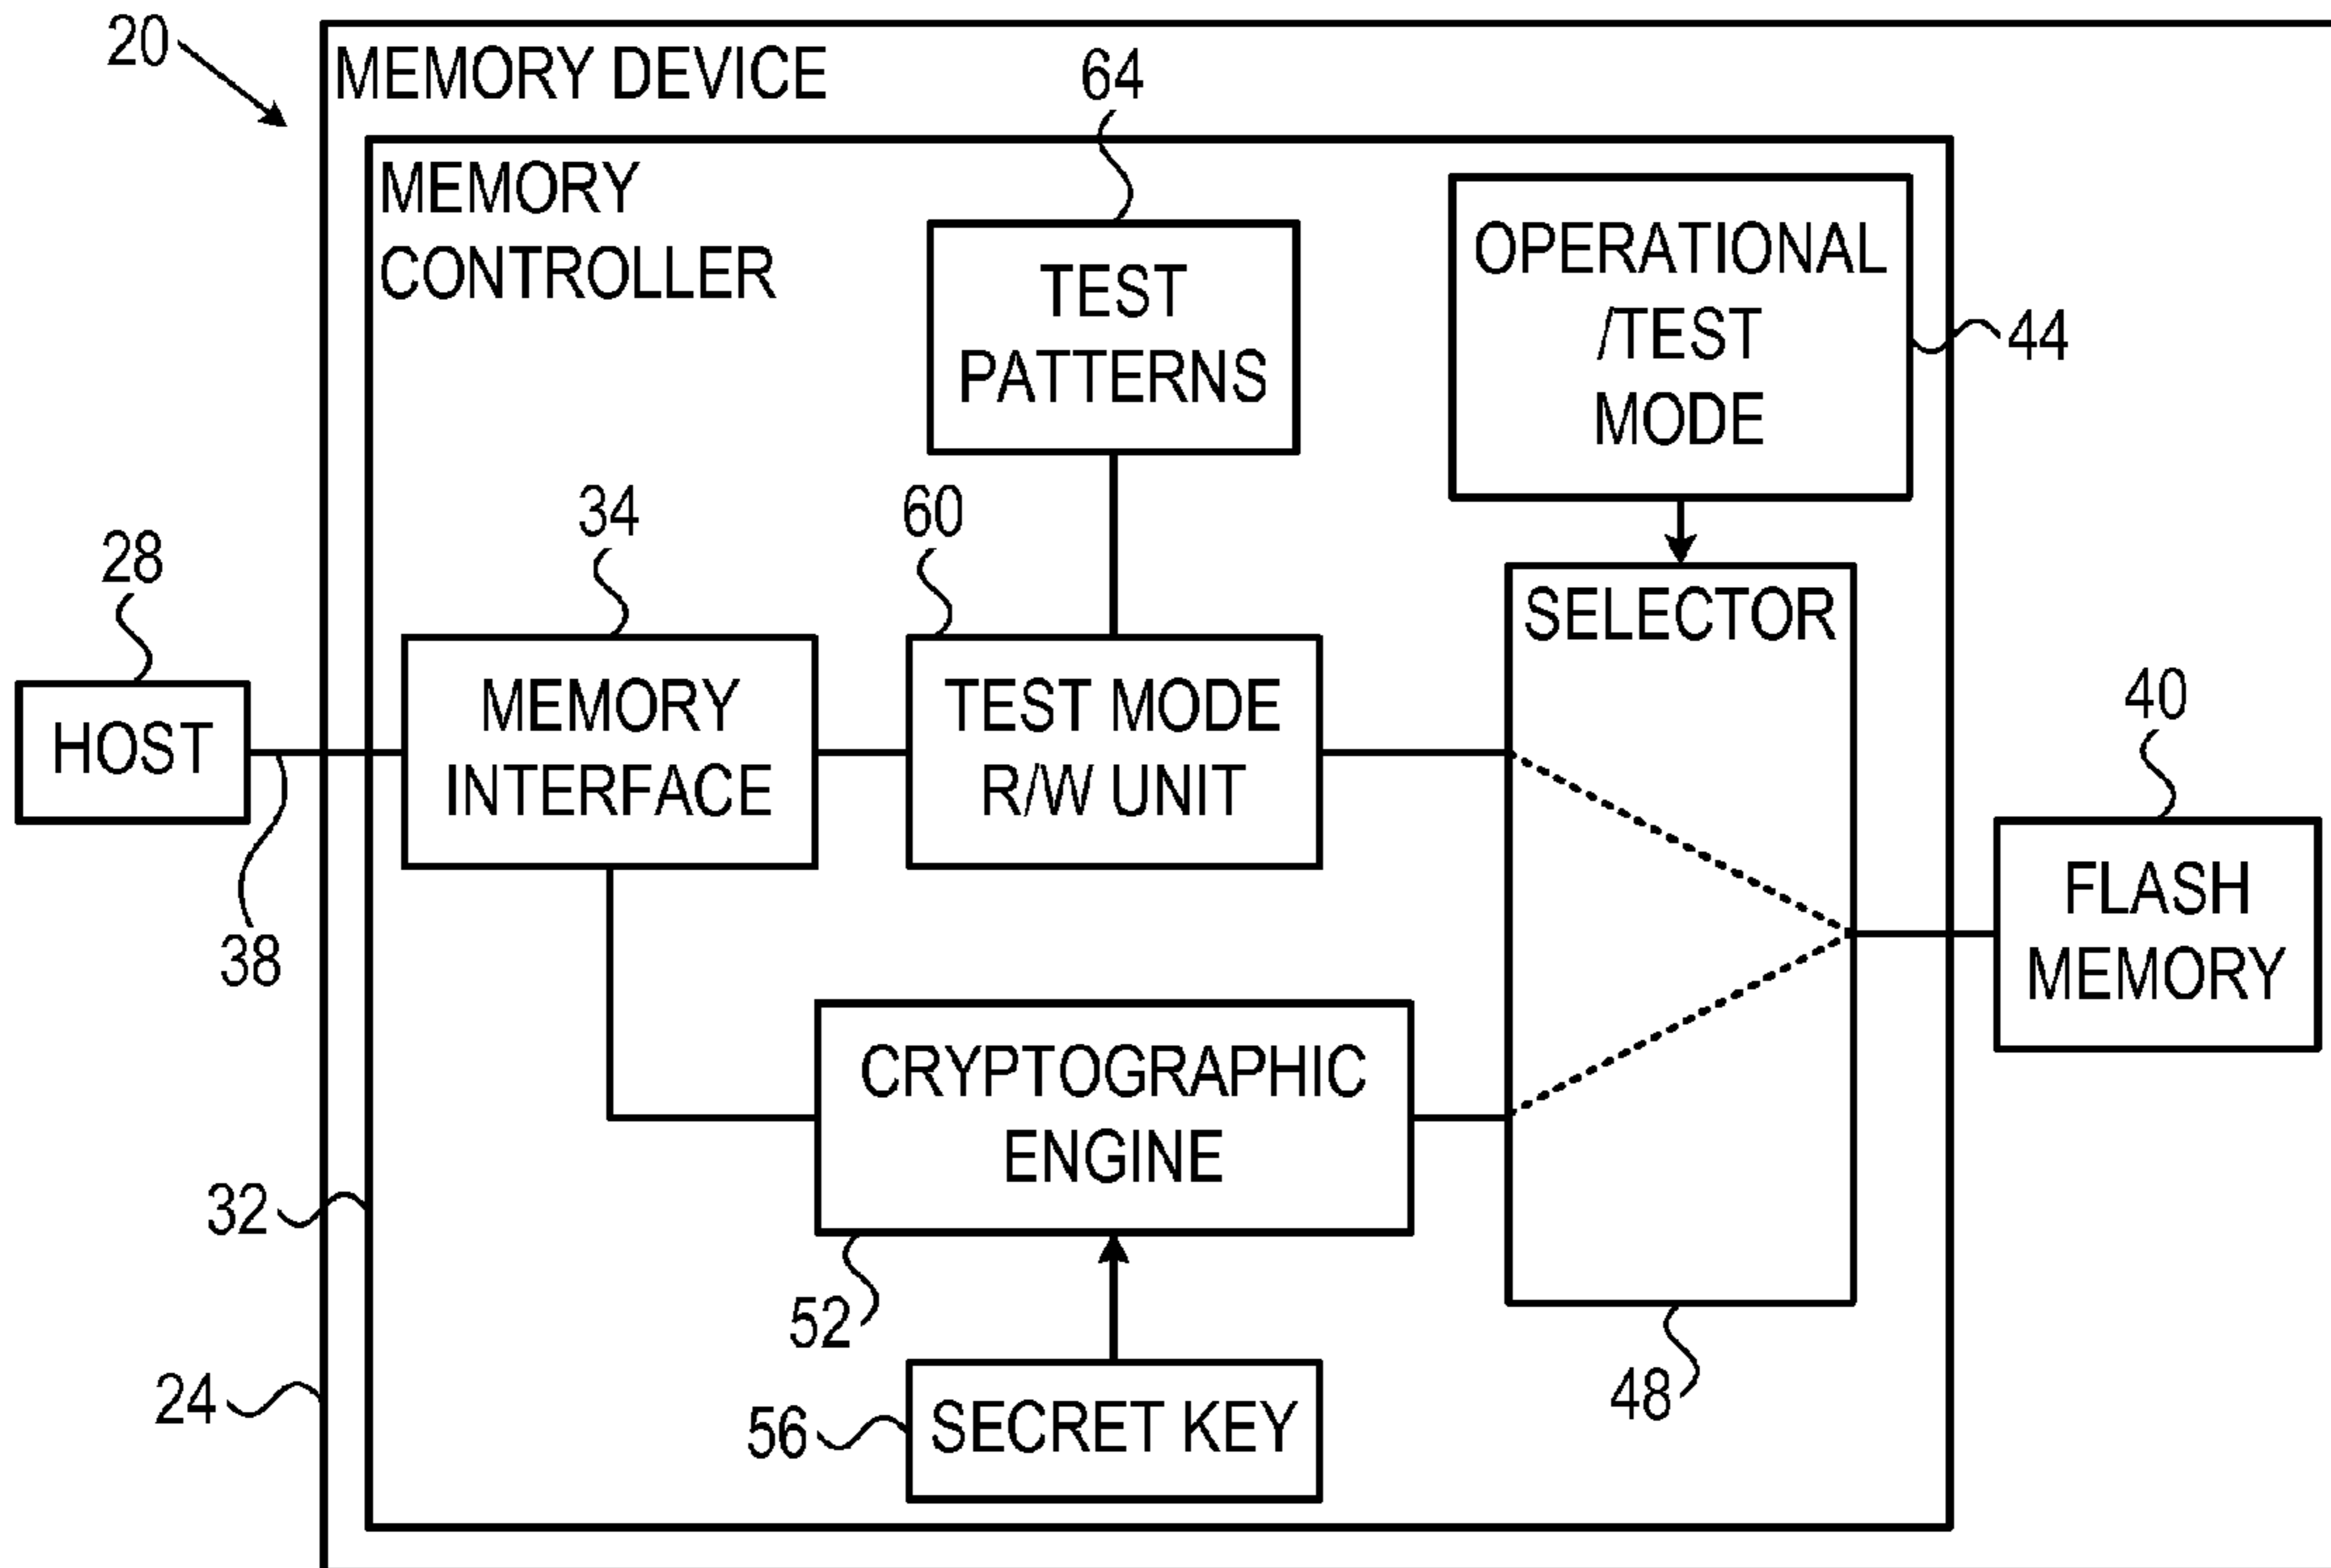 20
MEMORY DEVICE
64
MEMORY
CONTROLLER
TEST
PATTERNS
OPERATIONAL
/TEST
MODE
44
34
60
28
SELECTOR
HOST
MEMORY
INTERFACE
TEST MODE
R/W UNIT
40
FLASH
MEMORY
38
CRYPTOGRAPHIC
ENGINE
32
52
48
24
56
SECRET KEY